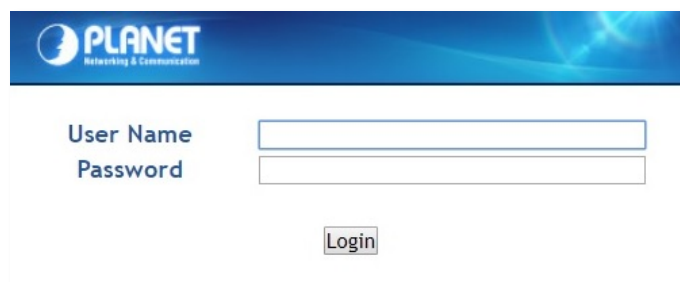 PLANET
Networking & Communication
User Name
Password
Login